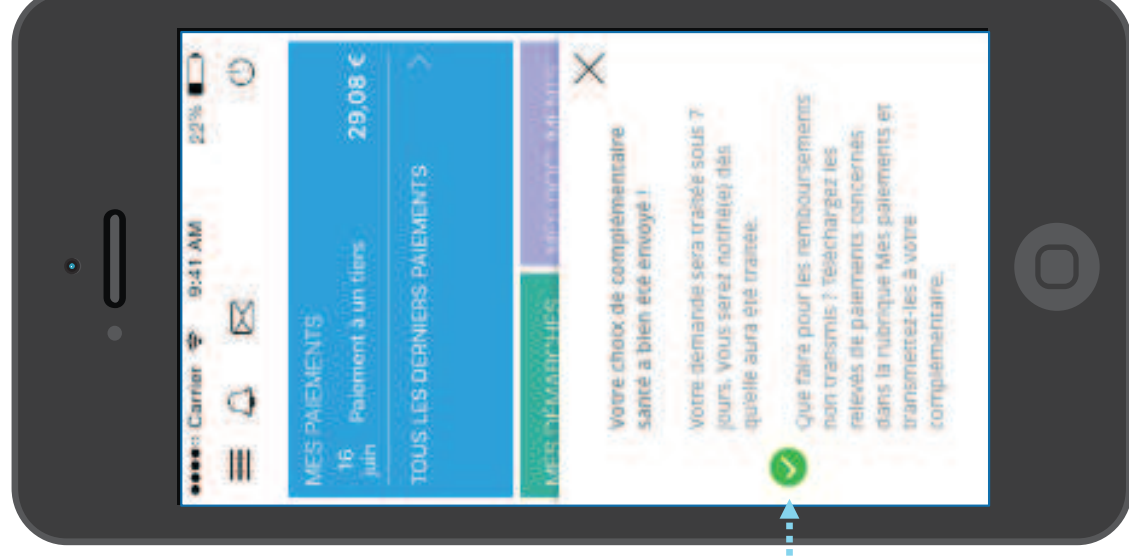 Carrier 9:41 AM 22%
MES PAIEMENTS
16 juin Paiement à un tiers 29,08 €
TOUS LES DERNIERS PAIEMENTS
MES DÉMARCHES
Votre choix de complémentaire
santé a bien été envoyé !
Votre demande sera traitée sous 7
jours. Vous serez notifié(e) dès
quelle aura été traitée.
Que faire pour les remboursements
non transmis ? Téléchargez les
relevés de paiements concernés
dans la rubrique Mes paiements et
transmettez-les à votre
complémentaire.